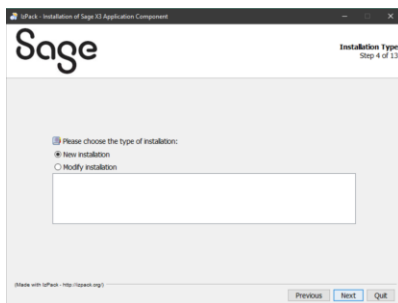 IzPack - Installation of Sage X3 Application Component
Sage
Installation Type
Step 4 of 13
Please choose the type of installation:
New installation
Modify installation
(Made with IzPack - http://izpack.org/)
Previous Next Quit